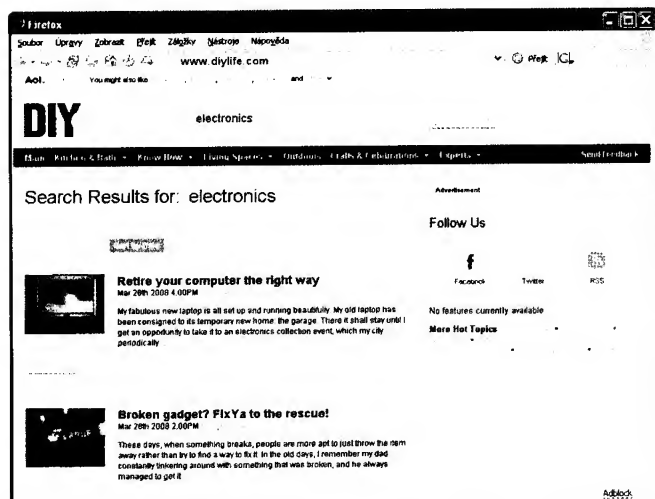 Firefox
Soubor Úpravy Zobrazit Přejít Záložky Nástroje Nápověda
www.diylife.com
Přejít
Aol. You might also like and
DIY
electronics
Main Kitchen & Bath Know How Living Spaces Outdoors Crafts & Celebrations Experts Send Feedback
Search Results for: electronics
Advertisement
Follow Us
Facebook Twitter RSS
Retire your computer the right way
Mar 26th 2008 4:00PM
My fabulous new laptop is all set up and running beautifully. My old laptop has
been consigned to its temporary new home: the garage. There it shall stay until I
get an opportunity to take it to an electronics collection event, which my city
periodically
No features currently available
More Hot Topics
Broken gadget? FixYa to the rescue!
Mar 26th 2008 2:00PM
These days, when something breaks, people are more apt to just throw the item
away rather than try to find a way to fix it. In the old days, I remember my dad
constantly tinkering around with something that was broken, and he always
managed to get it
Adblock